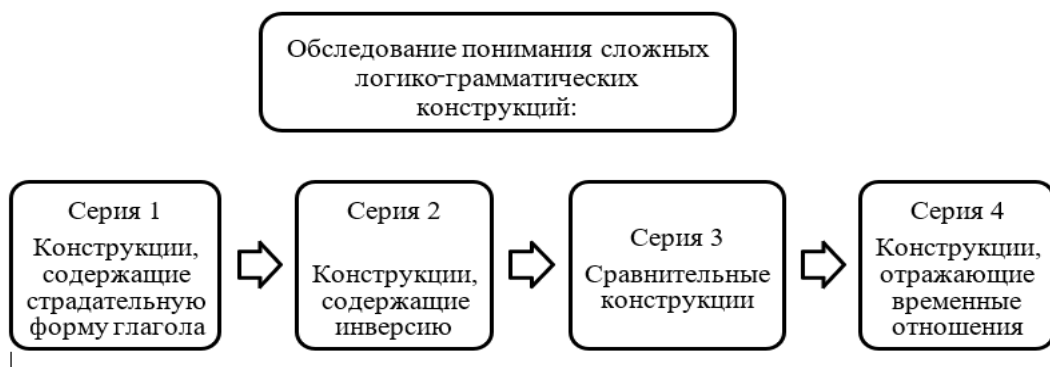 Обследование понимания сложных
логико-грамматических
конструкций:
Серия 1
Конструкции,
содержащие
страдательную
форму глагола
Серия 2
Конструкции,
содержащие
инверсию
Серия 3
Сравнительные
конструкции
Серия 4
Конструкции,
отражающие
временные
отношения